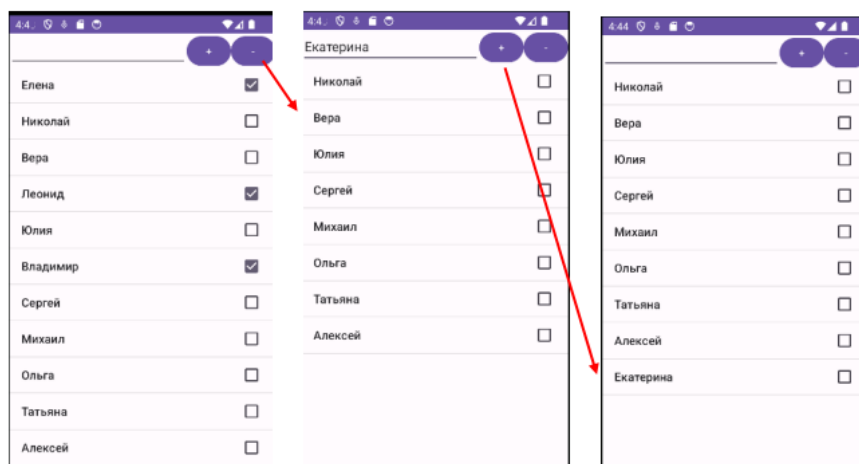 4:4
+ -
Елена
Николай
Вера
Леонид
Юлия
Владимир
Сергей
Михаил
Ольга
Татьяна
Алексей
4:4
Екатерина + -
Николай
Вера
Юлия
Сергей
Михаил
Ольга
Татьяна
Алексей
4:44
+ -
Николай
Вера
Юлия
Сергей
Михаил
Ольга
Татьяна
Алексей
Екатерина